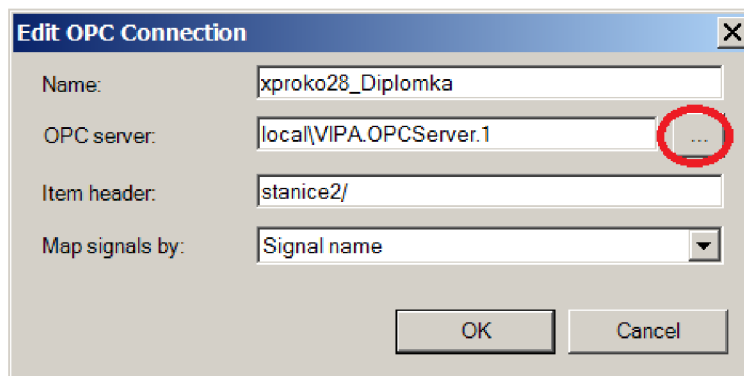 Edit OPC Connection
Name: xproko28_Diplomka
OPC server: local\VIPA.OPCServer.1 ...
Item header: stanice2/
Map signals by: Signal name
OK Cancel